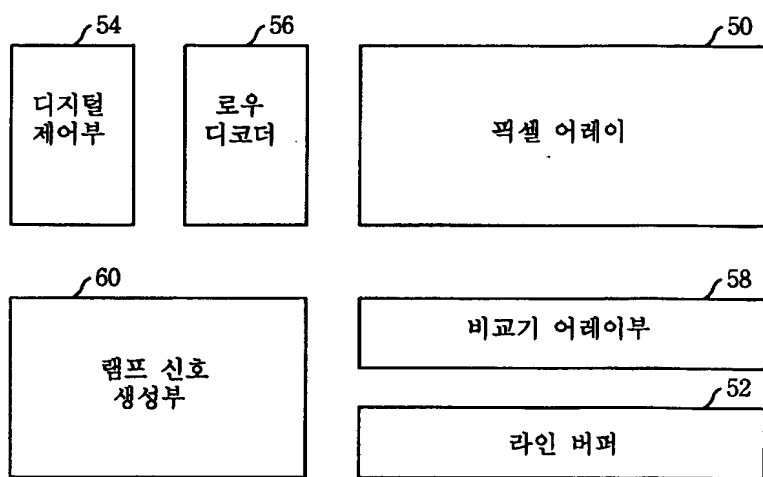 54
56
50
디지털
제어부
로우
디코더
픽셀 어레이
60
58
램프 신호
생성부
비교기 어레이부
52
라인 버퍼